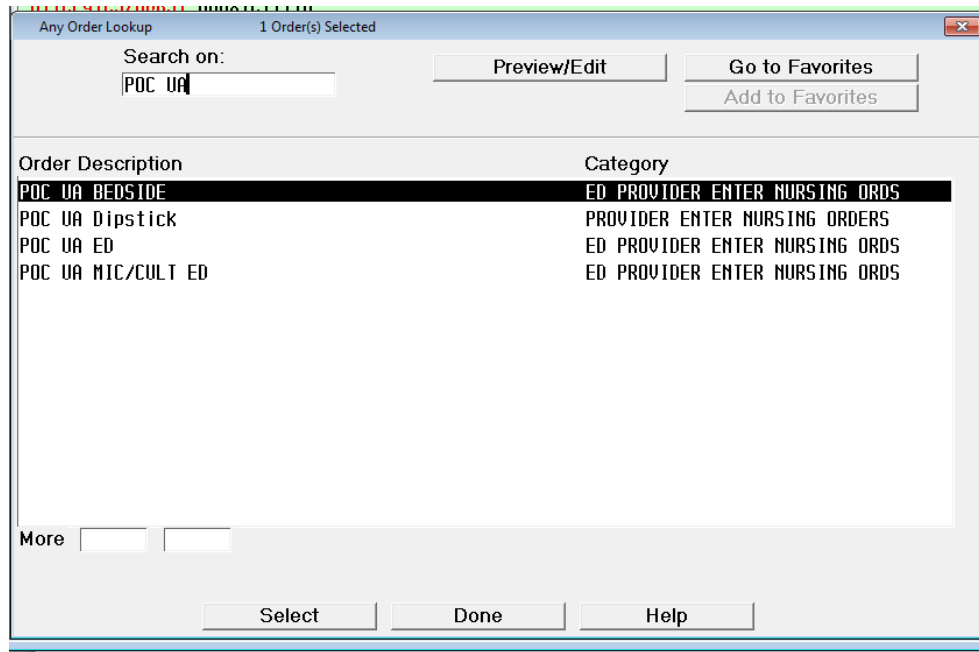 Any Order Lookup 1 Order(s) Selected
Search on:
POC UA
Preview/Edit
Go to Favorites
Add to Favorites
Order Description Category
POC UA BEDSIDE ED PROVIDER ENTER NURSING ORDS
POC UA Dipstick PROVIDER ENTER NURSING ORDERS
POC UA ED ED PROVIDER ENTER NURSING ORDS
POC UA MIC/CULT ED ED PROVIDER ENTER NURSING ORDS
More
Select Done Help